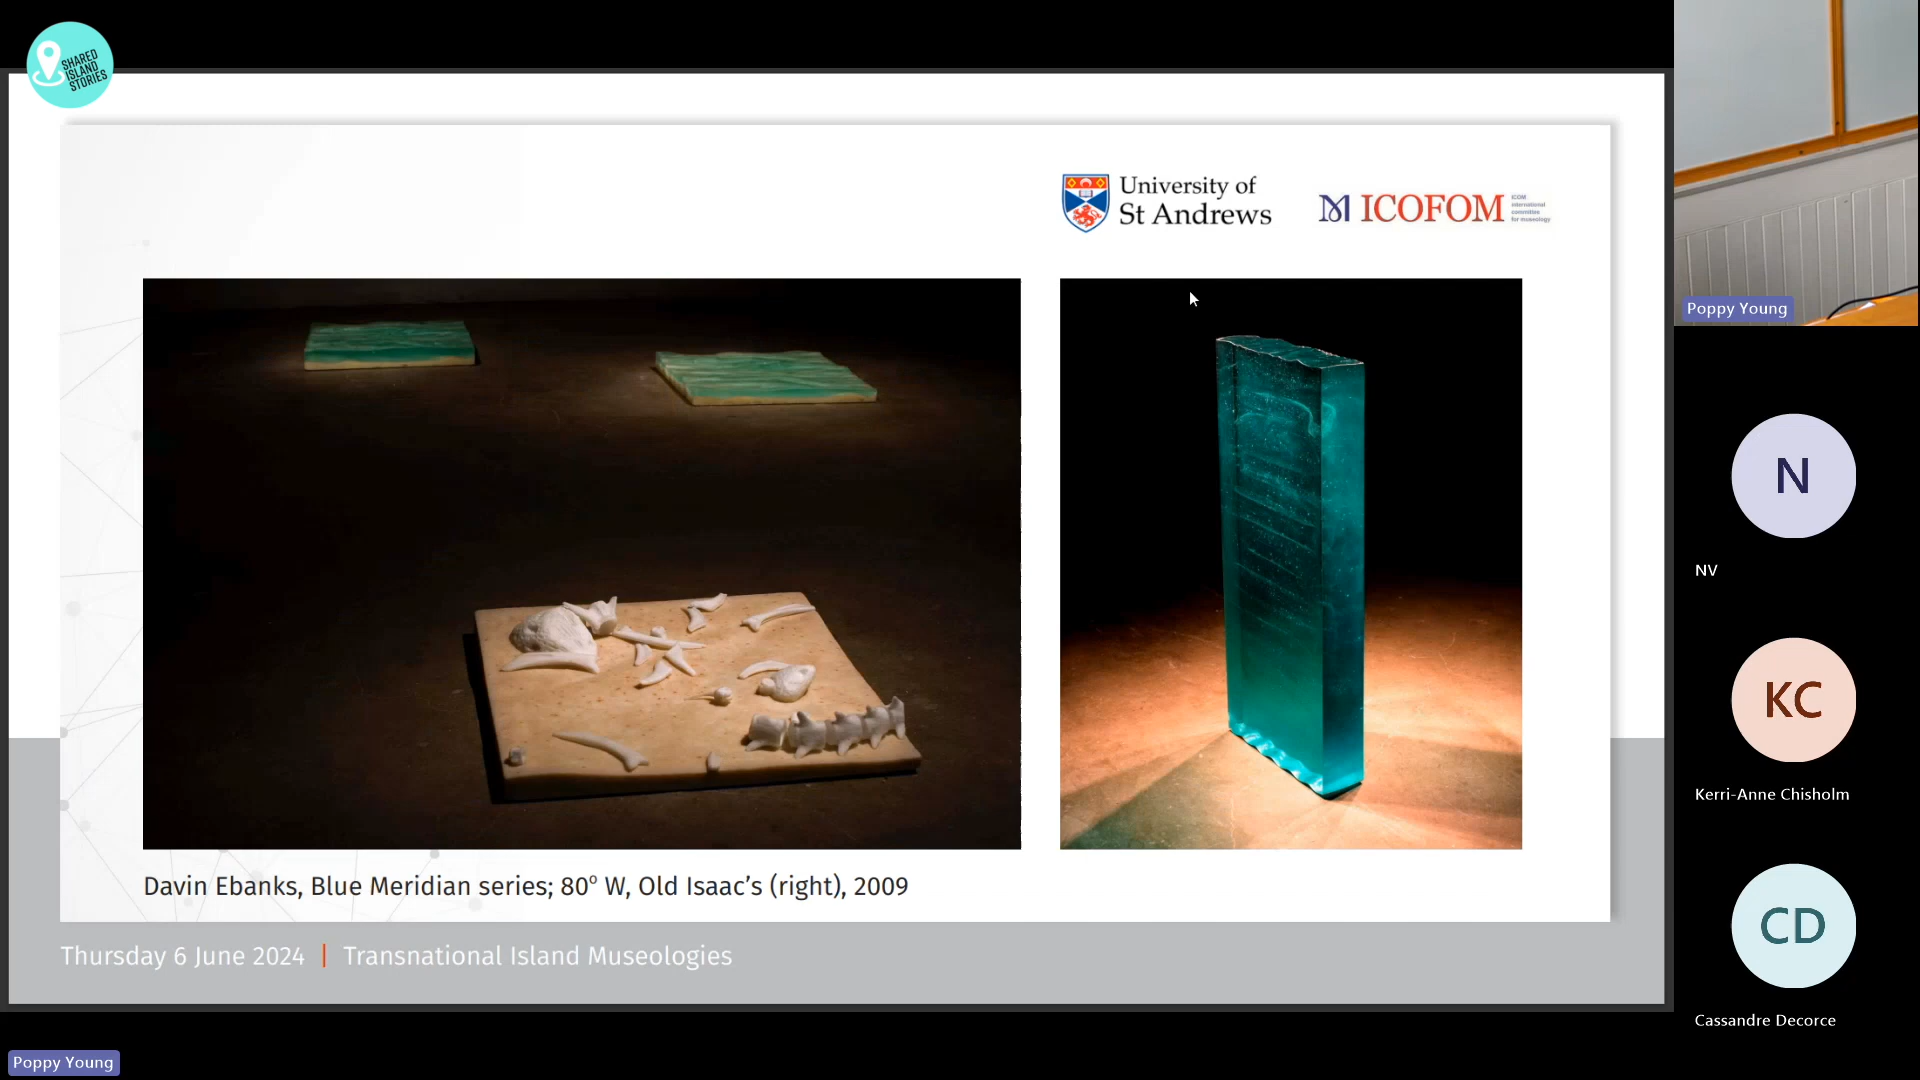 SHARED
ISLAND
STORIES
University of
St Andrews
ICOFOM
ICOM
international
committee
for museology
Davin Ebanks, Blue Meridian series; 80º W, Old Isaac’s (right), 2009
Thursday 6 June 2024 | Transnational Island Museologies
Poppy Young
Poppy Young
N
NV
KC
Kerri-Anne Chisholm
CD
Cassandre Decorce